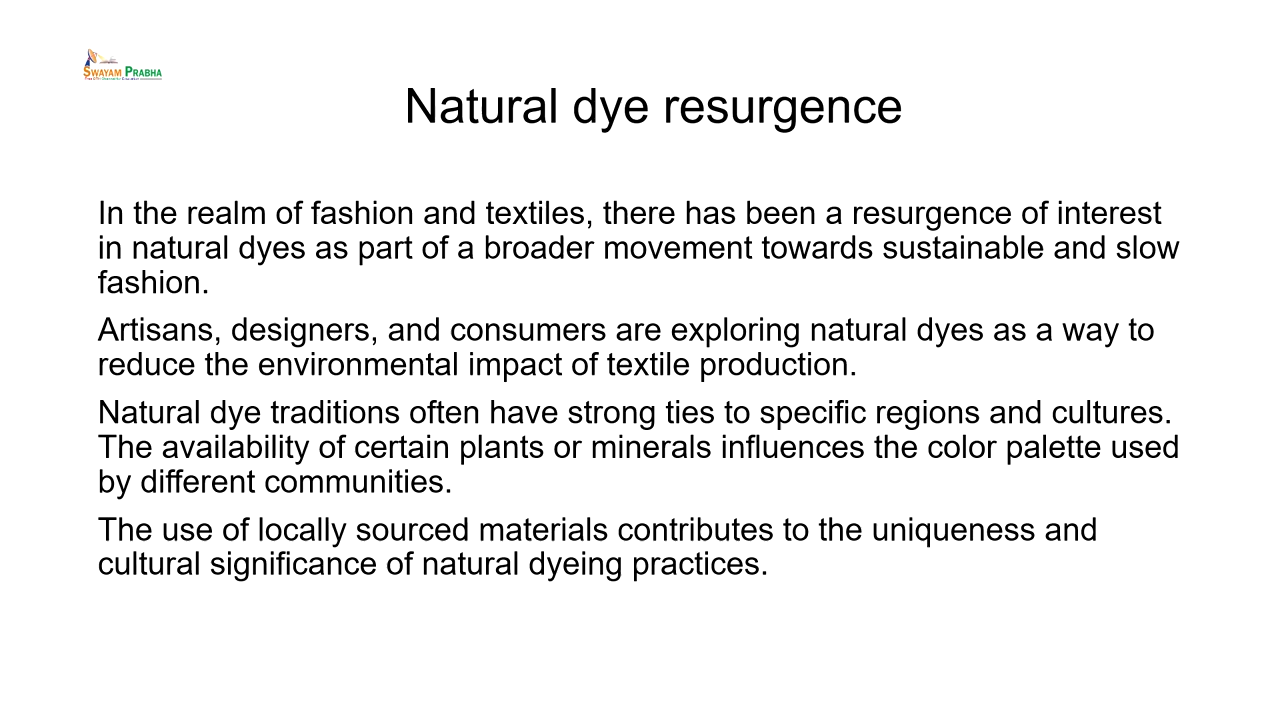 SWAYAM PRABHA
Natural dye resurgence
In the realm of fashion and textiles, there has been a resurgence of interest
in natural dyes as part of a broader movement towards sustainable and slow
fashion.
Artisans, designers, and consumers are exploring natural dyes as a way to
reduce the environmental impact of textile production.
Natural dye traditions often have strong ties to specific regions and cultures.
The availability of certain plants or minerals influences the color palette used
by different communities.
The use of locally sourced materials contributes to the uniqueness and
cultural significance of natural dyeing practices.